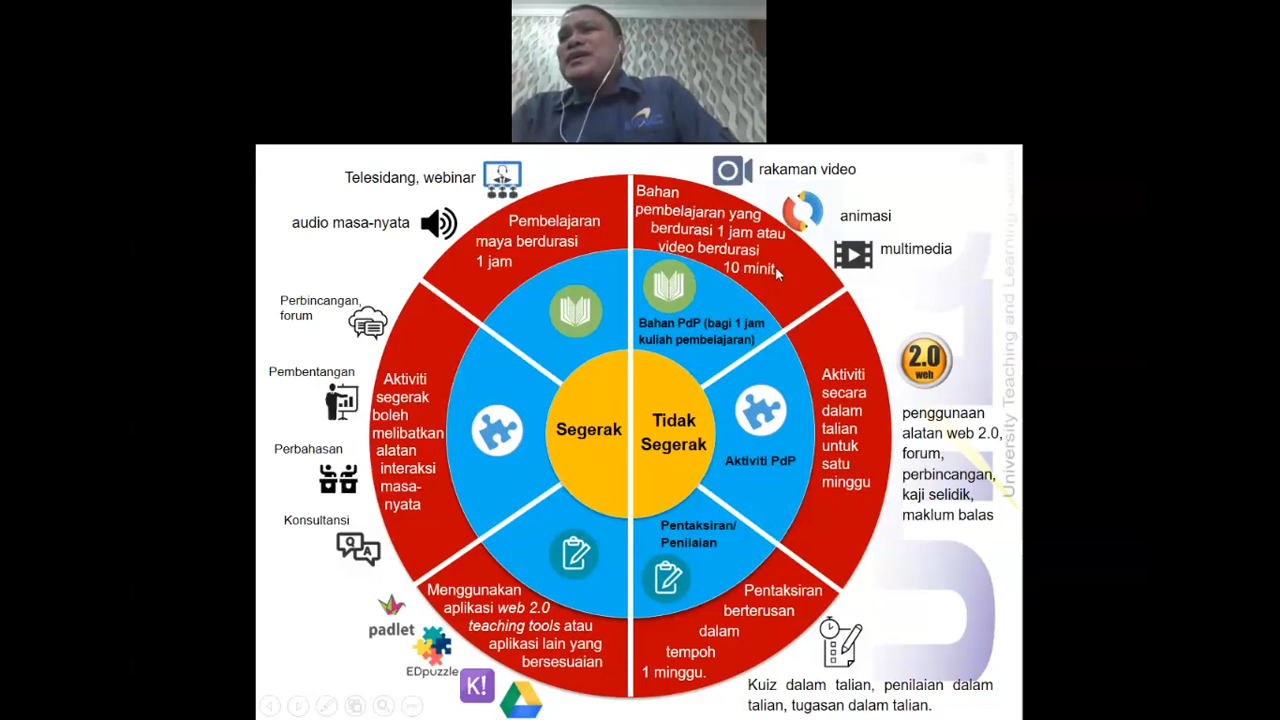 Telesidang, webinar
audio masa-nyata
Pembelajaran
maya berdurasi
1 jam
Bahan
pembelajaran yang
berdurasi 1 jam atau
video berdurasi
10 minit
rakaman video
animasi
multimedia
Perbincangan,
forum
Pembentangan
Perbahasan
Konsultansi
Aktiviti
segerak
boleh
melibatkan
alatan
interaksi
masa-
nyata
Bahan PdP (bagi 1 jam
kuliah pembelajaran)
Segerak
Tidak
Segerak
Aktiviti PdP
Aktiviti
secara
dalam
talian
untuk
satu
minggu
2.0
web
penggunaan
alatan web 2.0,
forum,
perbincangan,
kaji selidik,
maklum balas
Pentaksiran/
Penilaian
Menggunakan
aplikasi web 2.0
teaching tools atau
aplikasi lain yang
bersesuaian
Pentaksiran
berterusan
dalam
tempoh
1 minggu.
padlet
EDpuzzle
K!
Q
A
Kuiz dalam talian, penilaian dalam
talian, tugasan dalam talian.
University Teaching and Learning